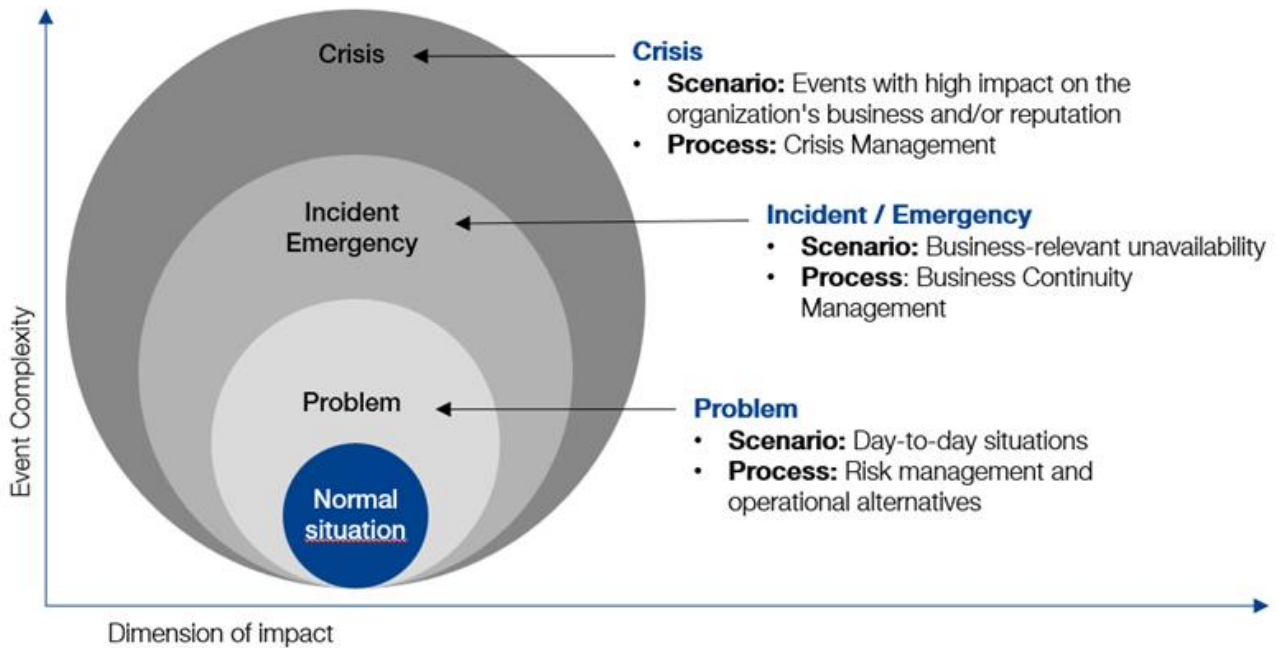 Crisis
Incident
Emergency
Problem
Normal
situation
Crisis
• Scenario: Events with high impact on the
organization's business and/or reputation
• Process: Crisis Management
Incident / Emergency
• Scenario: Business-relevant unavailability
• Process: Business Continuity
Management
Problem
• Scenario: Day-to-day situations
• Process: Risk management and
operational alternatives
Event Complexity
Dimension of impact